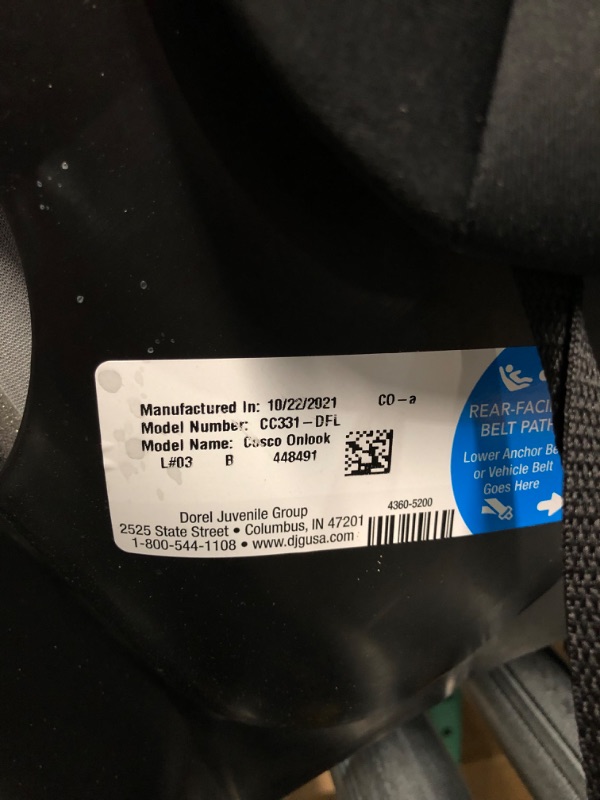 Manufactured In: 10/22/2021 CO-a
Model Number: CC331-DFL
Model Name: Cosco Onlook
L#03 B 448491
Dorel Juvenile Group
2525 State Street • Columbus, IN 47201
1-800-544-1108 • www.djgusa.com
4360-5200
REAR-FACI
BELT PATH
Lower Anchor Be
or Vehicle Belt
Goes Here